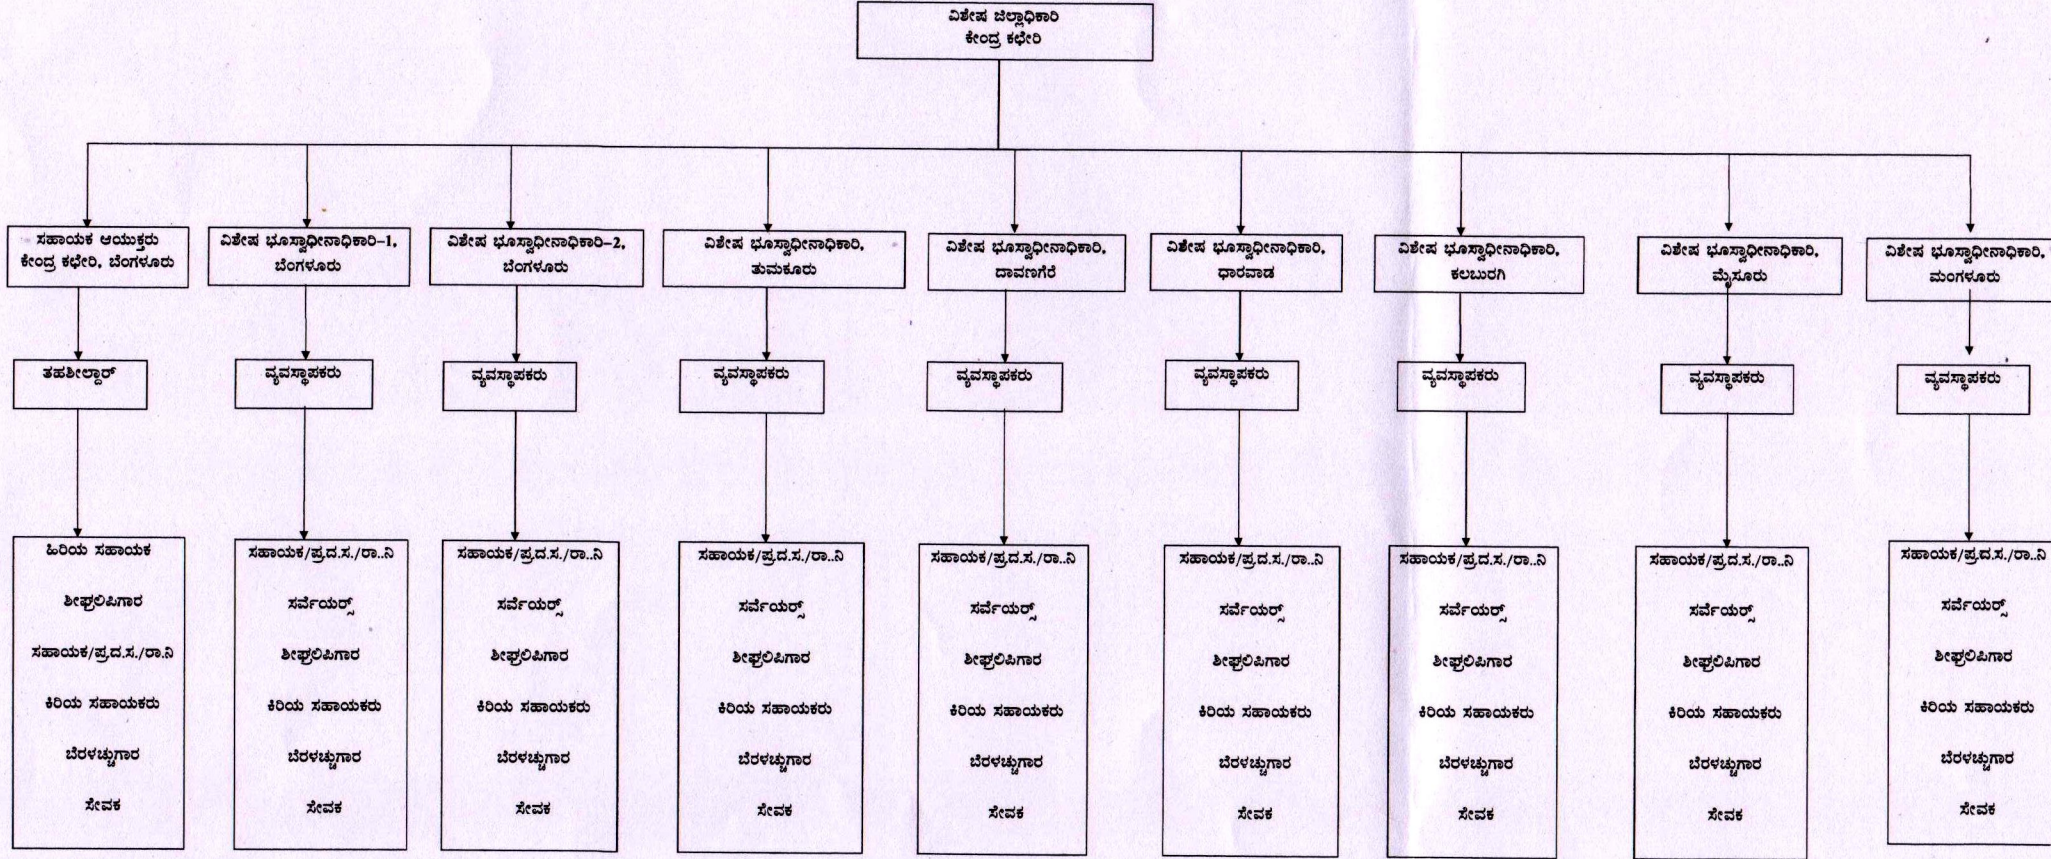 ವಿಶೇಷ ಜಿಲ್ಲಾಧಿಕಾರಿ
ಕೇಂದ್ರ ಕಛೇರಿ
ಸಹಾಯಕ ಆಯುಕ್ತರು
ಕೇಂದ್ರ ಕಛೇರಿ, ಬೆಂಗಳೂರು
ವಿಶೇಷ ಭೂಸ್ವಾಧೀನಾಧಿಕಾರಿ-1,
ಬೆಂಗಳೂರು
ವಿಶೇಷ ಭೂಸ್ವಾಧೀನಾಧಿಕಾರಿ-2,
ಬೆಂಗಳೂರು
ವಿಶೇಷ ಭೂಸ್ವಾಧೀನಾಧಿಕಾರಿ,
ತುಮಕೂರು
ವಿಶೇಷ ಭೂಸ್ವಾಧೀನಾಧಿಕಾರಿ,
ದಾವಣಗೆರೆ
ವಿಶೇಷ ಭೂಸ್ವಾಧೀನಾಧಿಕಾರಿ,
ಧಾರವಾಡ
ವಿಶೇಷ ಭೂಸ್ವಾಧೀನಾಧಿಕಾರಿ,
ಕಲಬುರಗಿ
ವಿಶೇಷ ಭೂಸ್ವಾಧೀನಾಧಿಕಾರಿ,
ಮೈಸೂರು
ವಿಶೇಷ ಭೂಸ್ವಾಧೀನಾಧಿಕಾರಿ,
ಮಂಗಳೂರು
ತಹಶೀಲ್ದಾರ್
ವ್ಯವಸ್ಥಾಪಕರು
ವ್ಯವಸ್ಥಾಪಕರು
ವ್ಯವಸ್ಥಾಪಕರು
ವ್ಯವಸ್ಥಾಪಕರು
ವ್ಯವಸ್ಥಾಪಕರು
ವ್ಯವಸ್ಥಾಪಕರು
ವ್ಯವಸ್ಥಾಪಕರು
ವ್ಯವಸ್ಥಾಪಕರು
ಹಿರಿಯ ಸಹಾಯಕ
ಶೀಘ್ರಲಿಪಿಗಾರ
ಸಹಾಯಕ/ಪ್ರ.ದ.ಸ./ರಾ.ನಿ
ಕಿರಿಯ ಸಹಾಯಕರು
ಬೆರಳಚ್ಚುಗಾರ
ಸೇವಕ
ಸಹಾಯಕ/ಪ್ರ.ದ.ಸ./ರಾ..ನಿ
ಸರ್ವೆಯರ್‍ಸ್
ಶೀಘ್ರಲಿಪಿಗಾರ
ಕಿರಿಯ ಸಹಾಯಕರು
ಬೆರಳಚ್ಚುಗಾರ
ಸೇವಕ
ಸಹಾಯಕ/ಪ್ರ.ದ.ಸ./ರಾ..ನಿ
ಸರ್ವೆಯರ್‍ಸ್
ಶೀಘ್ರಲಿಪಿಗಾರ
ಕಿರಿಯ ಸಹಾಯಕರು
ಬೆರಳಚ್ಚುಗಾರ
ಸೇವಕ
ಸಹಾಯಕ/ಪ್ರ.ದ.ಸ./ರಾ..ನಿ
ಸರ್ವೆಯರ್‍ಸ್
ಶೀಘ್ರಲಿಪಿಗಾರ
ಕಿರಿಯ ಸಹಾಯಕರು
ಬೆರಳಚ್ಚುಗಾರ
ಸೇವಕ
ಸಹಾಯಕ/ಪ್ರ.ದ.ಸ./ರಾ..ನಿ
ಸರ್ವೆಯರ್‍ಸ್
ಶೀಘ್ರಲಿಪಿಗಾರ
ಕಿರಿಯ ಸಹಾಯಕರು
ಬೆರಳಚ್ಚುಗಾರ
ಸೇವಕ
ಸಹಾಯಕ/ಪ್ರ.ದ.ಸ./ರಾ..ನಿ
ಸರ್ವೆಯರ್‍ಸ್
ಶೀಘ್ರಲಿಪಿಗಾರ
ಕಿರಿಯ ಸಹಾಯಕರು
ಬೆರಳಚ್ಚುಗಾರ
ಸೇವಕ
ಸಹಾಯಕ/ಪ್ರ.ದ.ಸ./ರಾ..ನಿ
ಸರ್ವೆಯರ್‍ಸ್
ಶೀಘ್ರಲಿಪಿಗಾರ
ಕಿರಿಯ ಸಹಾಯಕರು
ಬೆರಳಚ್ಚುಗಾರ
ಸೇವಕ
ಸಹಾಯಕ/ಪ್ರ.ದ.ಸ./ರಾ..ನಿ
ಸರ್ವೆಯರ್‍ಸ್
ಶೀಘ್ರಲಿಪಿಗಾರ
ಕಿರಿಯ ಸಹಾಯಕರು
ಬೆರಳಚ್ಚುಗಾರ
ಸೇವಕ
ಸಹಾಯಕ/ಪ್ರ.ದ.ಸ./ರಾ..ನಿ
ಸರ್ವೆಯರ್‍ಸ್
ಶೀಘ್ರಲಿಪಿಗಾರ
ಕಿರಿಯ ಸಹಾಯಕರು
ಬೆರಳಚ್ಚುಗಾರ
ಸೇವಕ